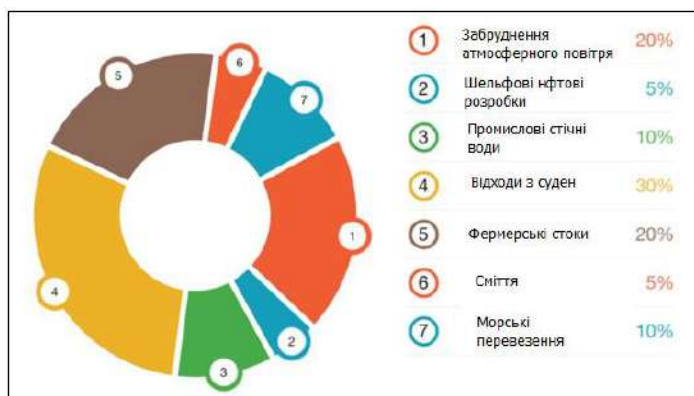 1 Забруднення
атмосферного повітря 20%
2 Шельфові нфтові
розробки 5%
3 Промислові стічні
води 10%
4 Відходи з суден 30%
5 Фермерські стоки 20%
6 Сміття 5%
7 Морські
перевезення 10%
5
6
7
4
1
3
2